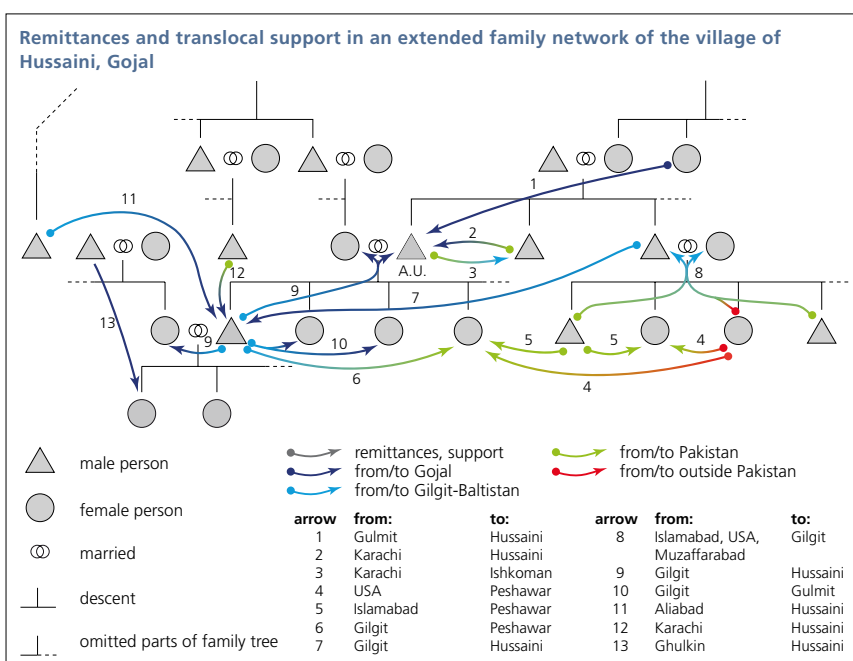 Remittances and translocal support in an extended family network of the village of
Hussaini, Gojal
1
11
2
A.U.
3
12
8
9
7
13
9
10
5
5
4
6
4
male person
female person
married
descent
omitted parts of family tree
remittances, support
from/to Gojal
from/to Gilgit-Baltistan
from/to Pakistan
from/to outside Pakistan
arrow from: to:
1 Gulmit Hussaini
2 Karachi Hussaini
3 Karachi Ishkoman
4 USA Peshawar
5 Islamabad Peshawar
6 Gilgit Peshawar
7 Gilgit Hussaini
arrow from: to:
8 Islamabad, USA, Gilgit
Muzaffarabad
9 Gilgit Hussaini
10 Gilgit Gulmit
11 Aliabad Hussaini
12 Karachi Hussaini
13 Ghulkin Hussaini